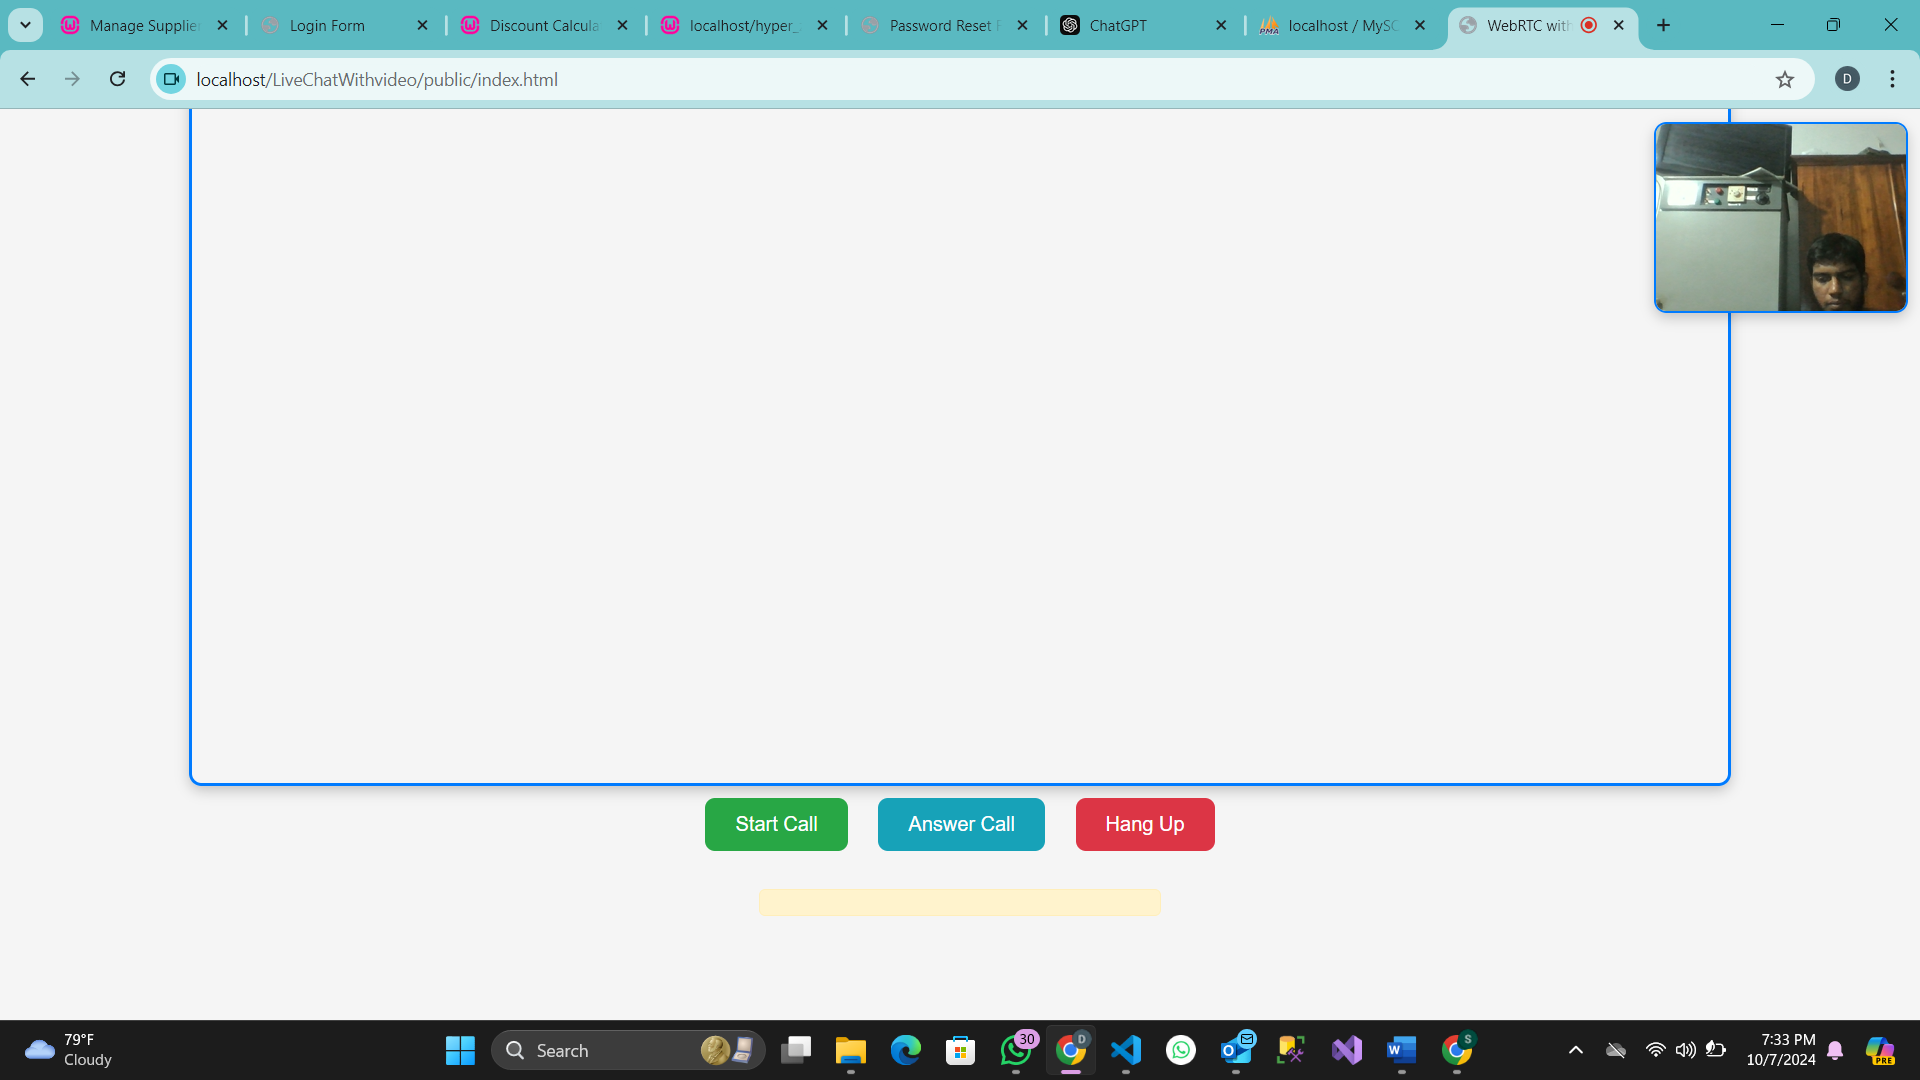 Manage Supplie
Login Form
Discount Calcula
localhost/hyper_
Password Reset F
ChatGPT
localhost / MySC
WebRTC with
localhost/LiveChatWithvideo/public/index.html
D
Start Call
Answer Call
Hang Up
79°F
Cloudy
Search
30
D
S
7:33 PM
10/7/2024
PRE